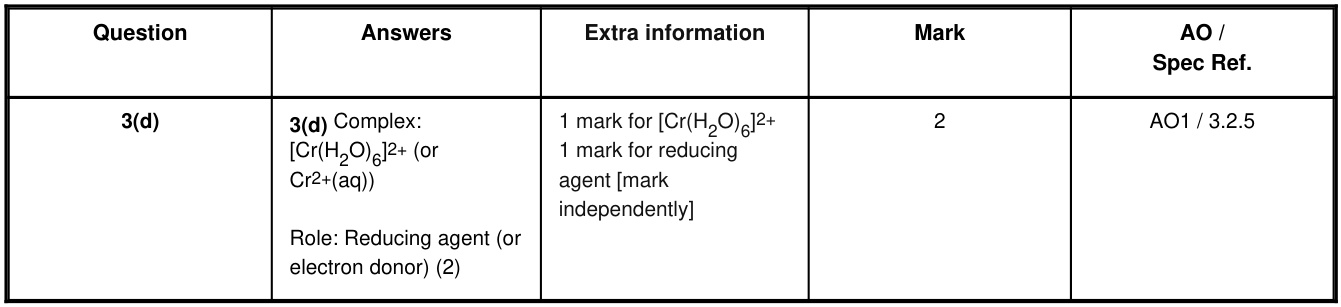 Question Answers Extra information Mark AO /
Spec Ref.
3(d) 3(d) Complex: 1 mark for [Cr(H₂O)₆]²⁺ 2 AO1 / 3.2.5
[Cr(H₂O)₆]²⁺ (or 1 mark for reducing
Cr²⁺(aq)) agent [mark
independently]
Role: Reducing agent (or
electron donor) (2)